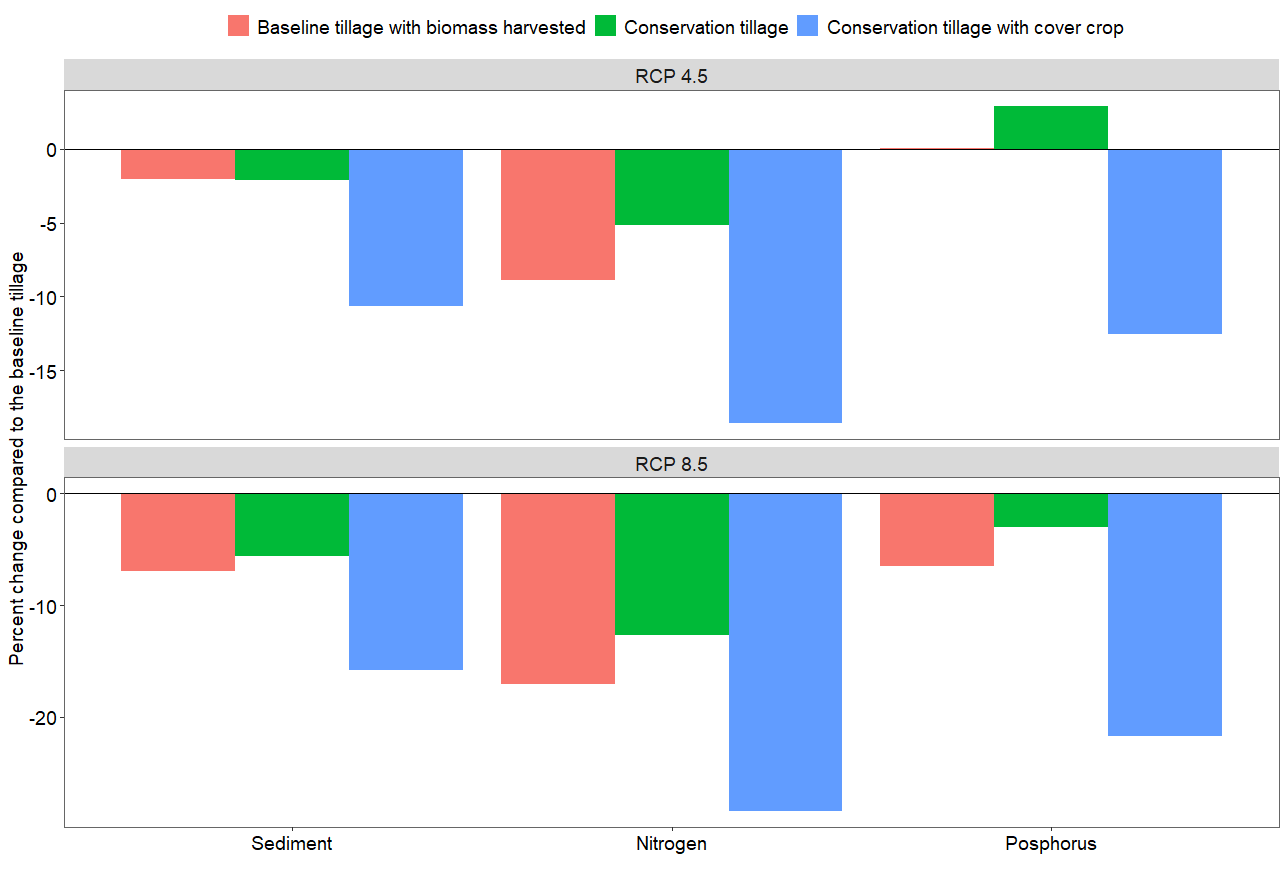 Baseline tillage with biomass harvested Conservation tillage Conservation tillage with cover crop
RCP 4.5
0
-5
-10
-15
Percent change compared to the baseline tillage
RCP 8.5
0
-10
-20
Sediment Nitrogen Posphorus